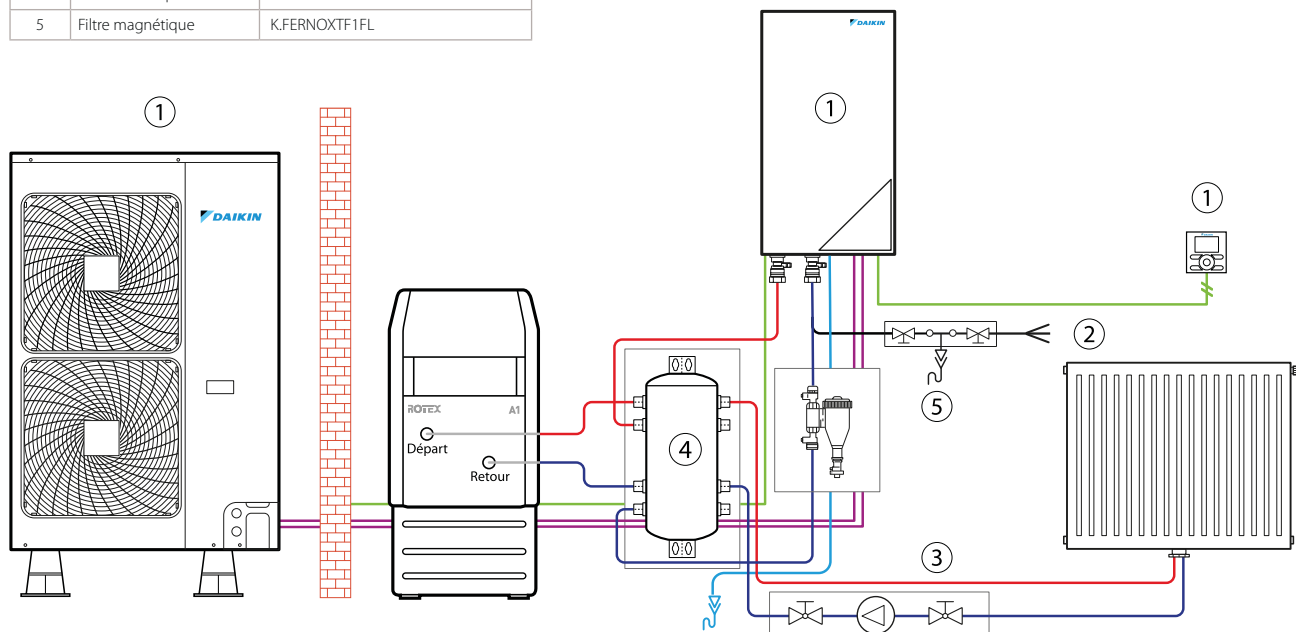 5 Filtre magnétique K.FERNOXTF1FL
DAIKIN
1
1
DAIKIN
1
2
ROTEX A1
Départ
5
4
Retour
3